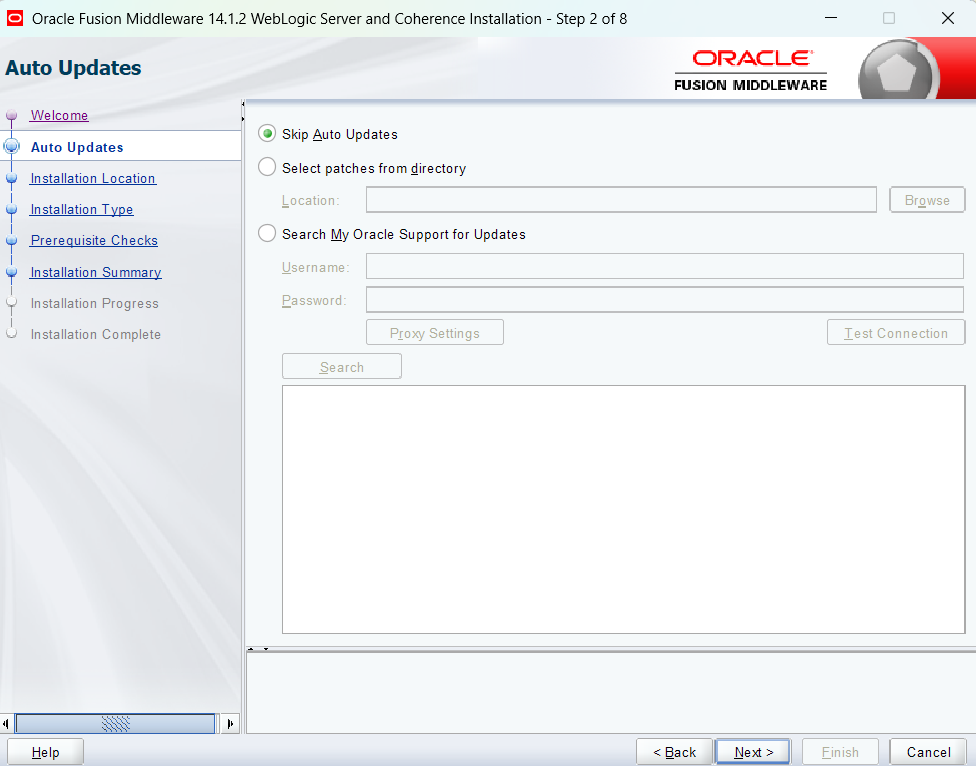 Oracle Fusion Middleware 14.1.2 WebLogic Server and Coherence Installation - Step 2 of 8
Auto Updates
ORACLE
FUSION MIDDLEWARE
Welcome
Auto Updates
Installation Location
Installation Type
Prerequisite Checks
Installation Summary
Installation Progress
Installation Complete
Skip Auto Updates
Select patches from directory
Location:
Browse
Search My Oracle Support for Updates
Username:
Password:
Proxy Settings
Test Connection
Search
Help
< Back
Next >
Finish
Cancel